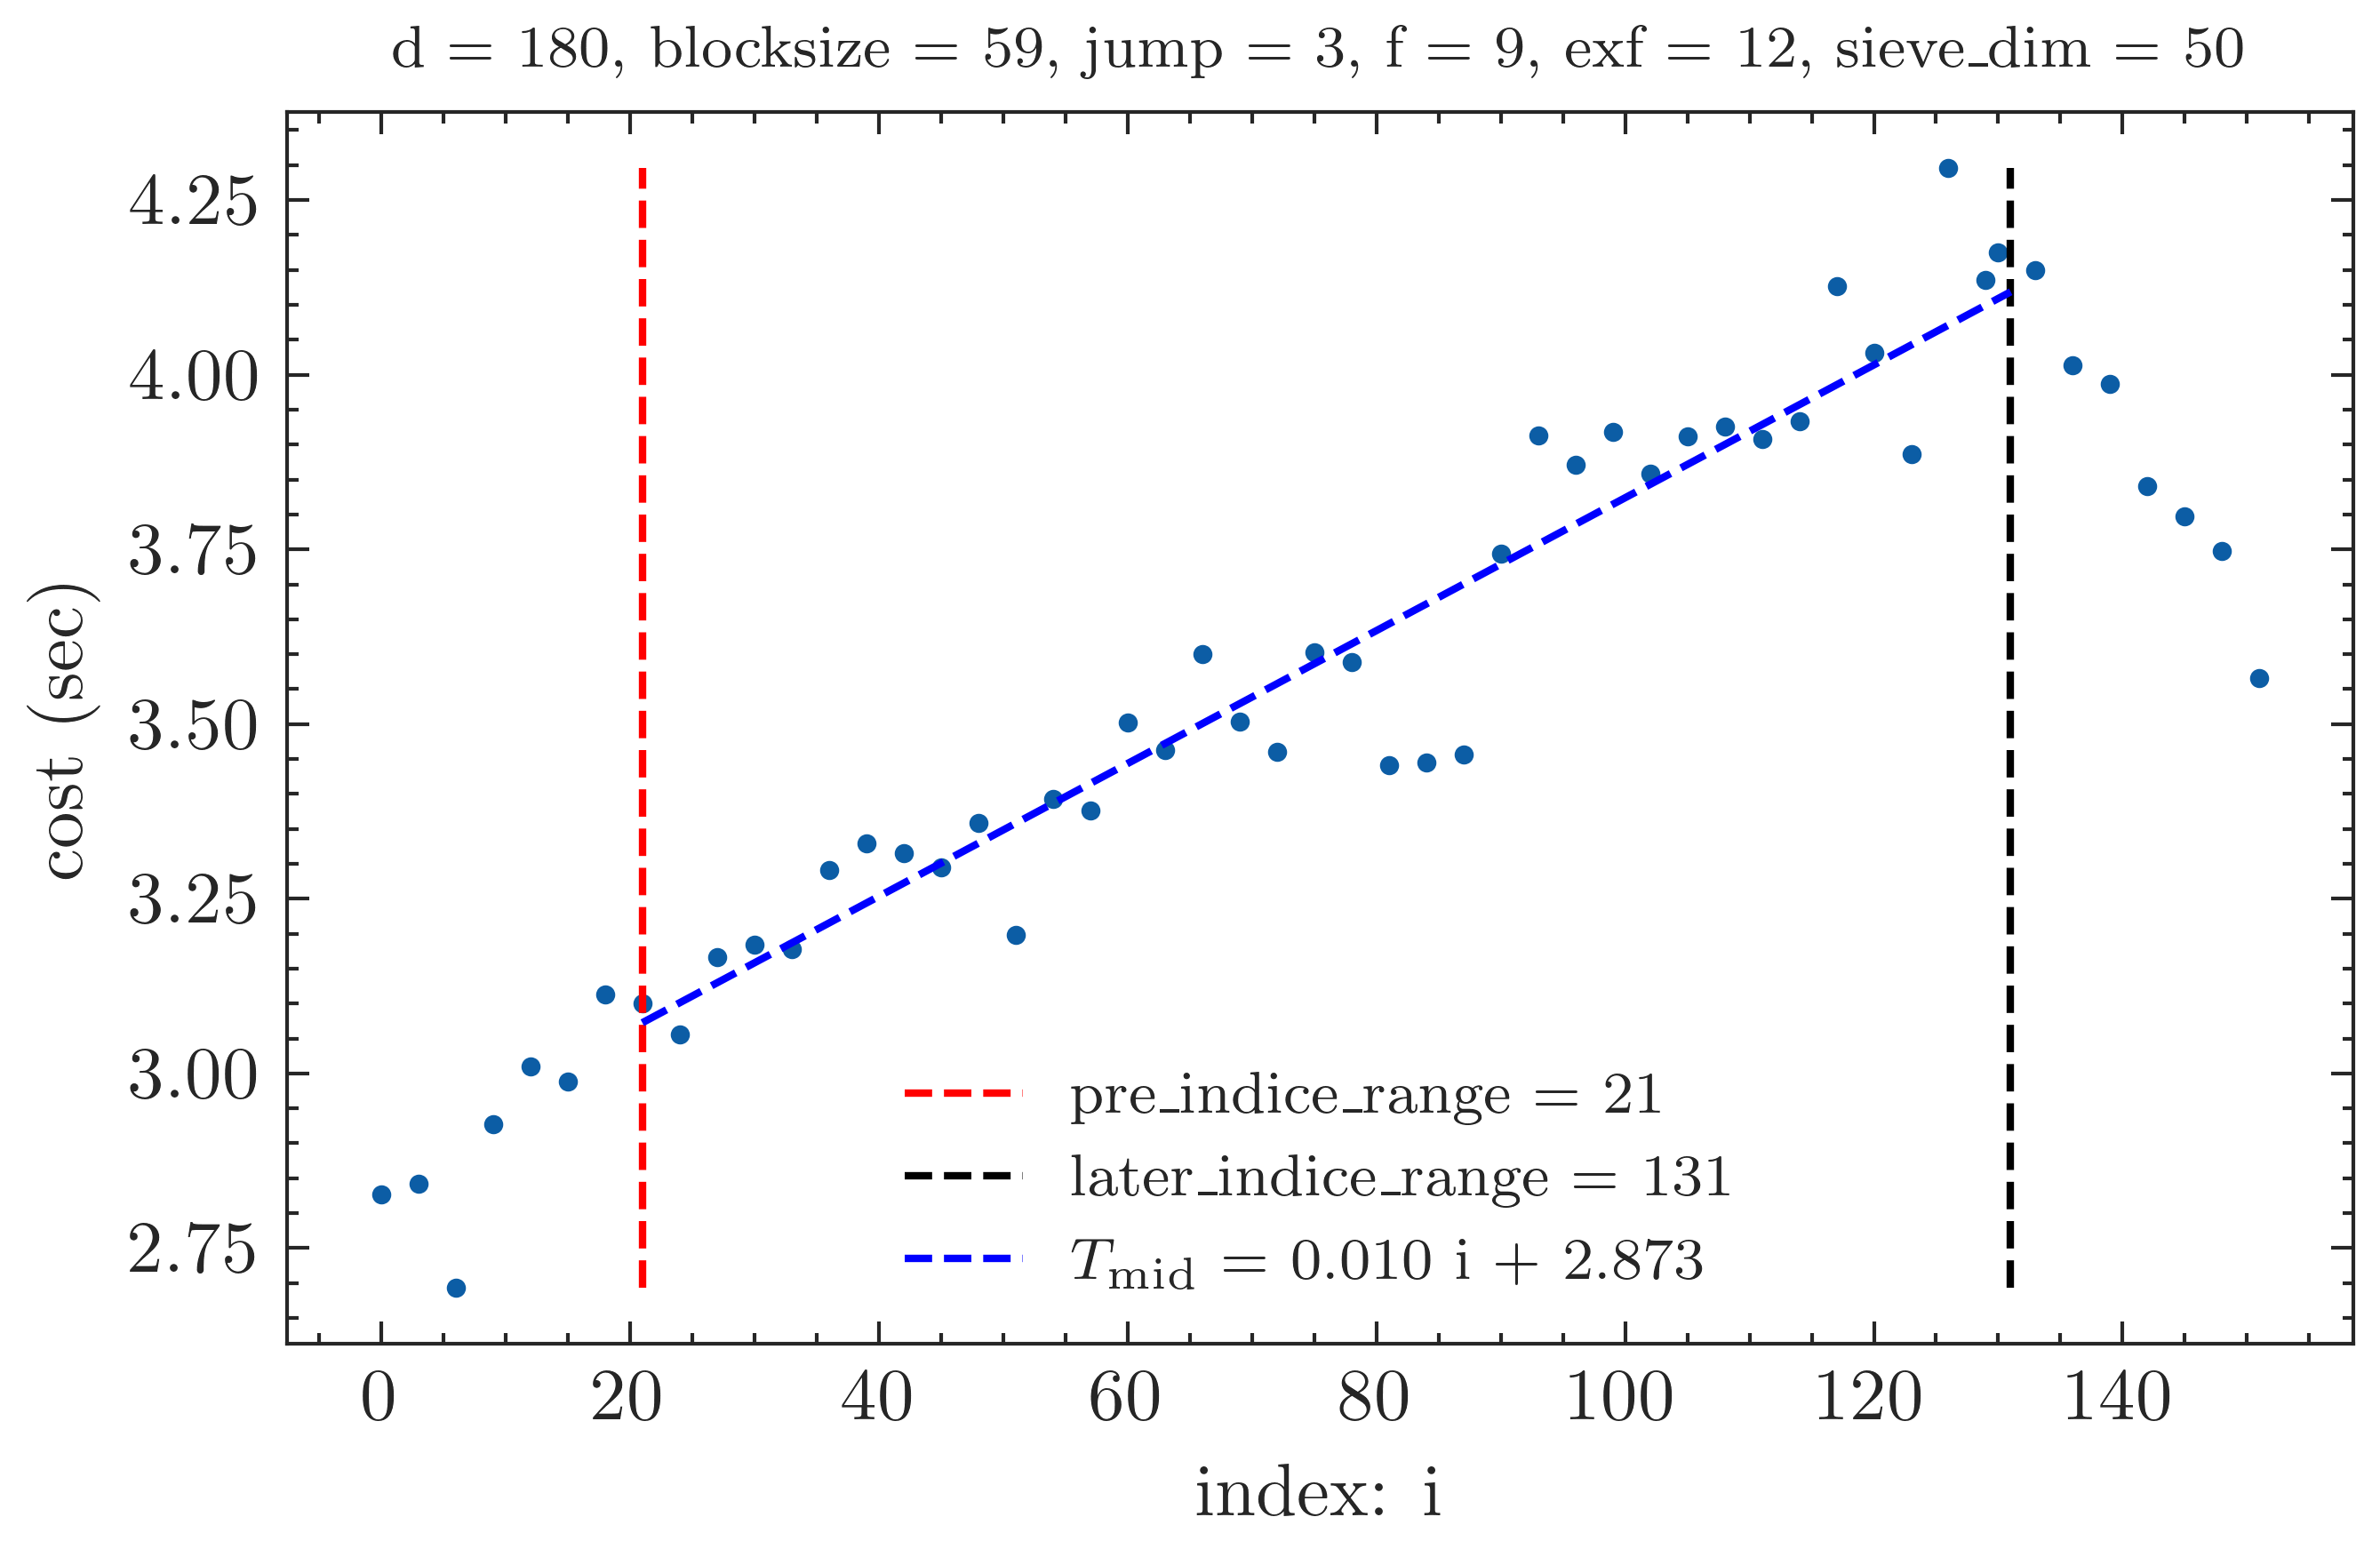 d = 180, blocksize = 59, jump = 3, f = 9, exf = 12, sieve_dim = 50
cost (sec)
4.25
4.00
3.75
3.50
3.25
3.00
2.75
pre_indice_range = 21
later_indice_range = 131
T_mid = 0.010 i + 2.873
0 20 40 60 80 100 120 140
index: i